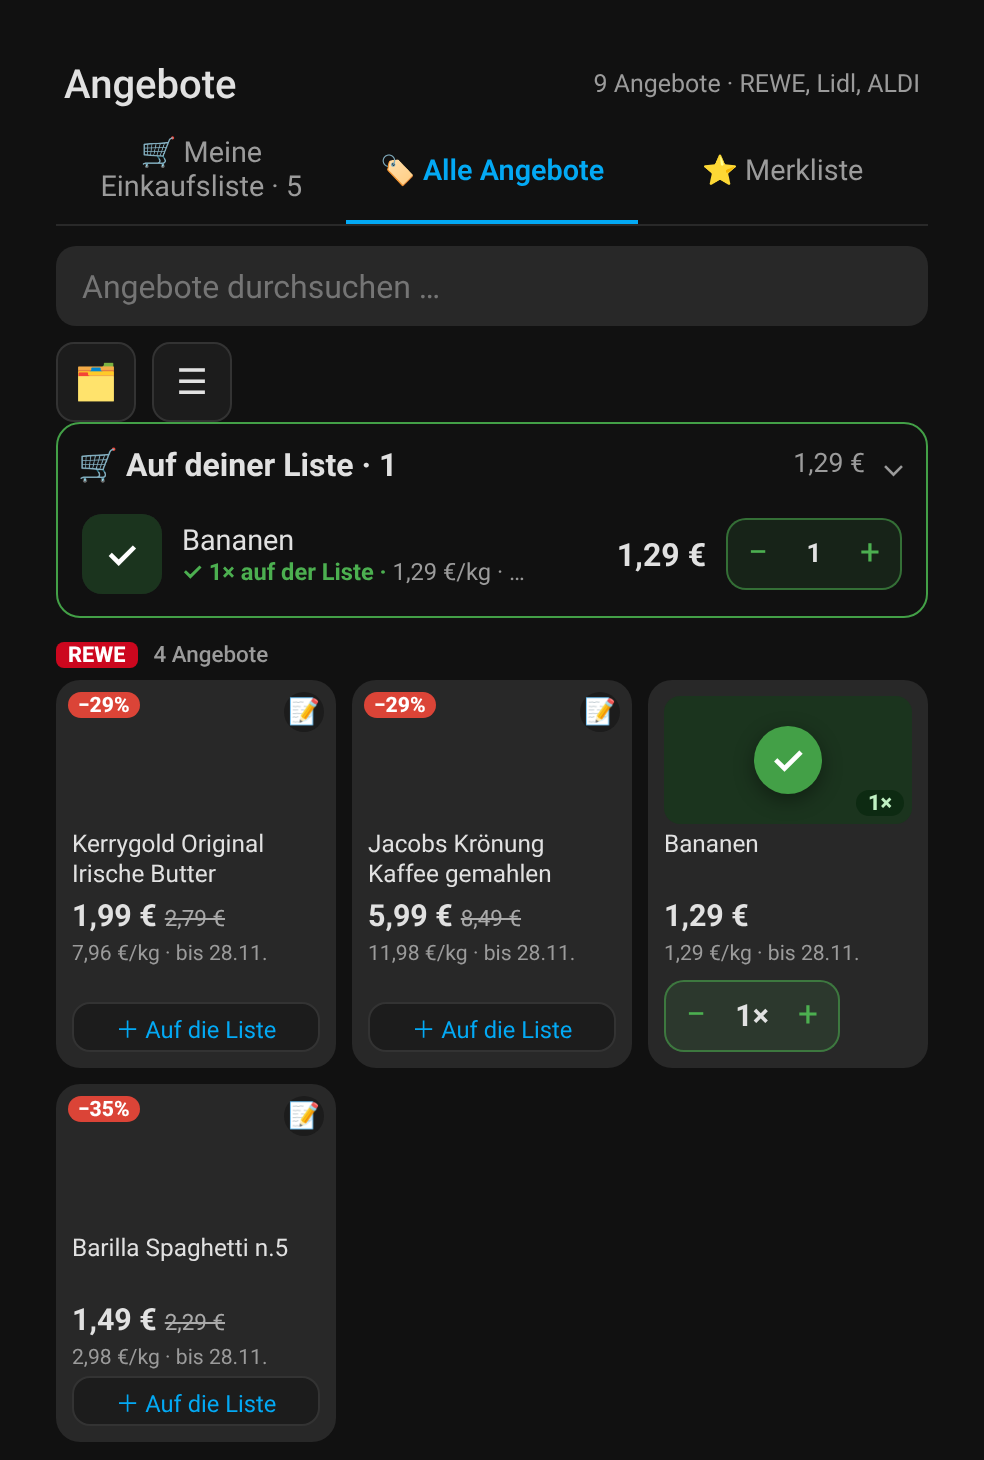 Angebote
9 Angebote · REWE, Lidl, ALDI
🛒 Meine
Einkaufsliste · 5
🏷️ Alle Angebote
⭐ Merkliste
Angebote durchsuchen …
🛒 Auf deiner Liste · 1
1,29 €
Bananen
✓ 1× auf der Liste · 1,29 €/kg · …
1,29 €
− 1 +
REWE
4 Angebote
−29%
Kerrygold Original
Irische Butter
1,99 € 2,79 €
7,96 €/kg · bis 28.11.
+ Auf die Liste
−29%
Jacobs Krönung
Kaffee gemahlen
5,99 € 8,49 €
11,98 €/kg · bis 28.11.
+ Auf die Liste
1×
Bananen
1,29 €
1,29 €/kg · bis 28.11.
− 1× +
−35%
Barilla Spaghetti n.5
1,49 € 2,29 €
2,98 €/kg · bis 28.11.
+ Auf die Liste